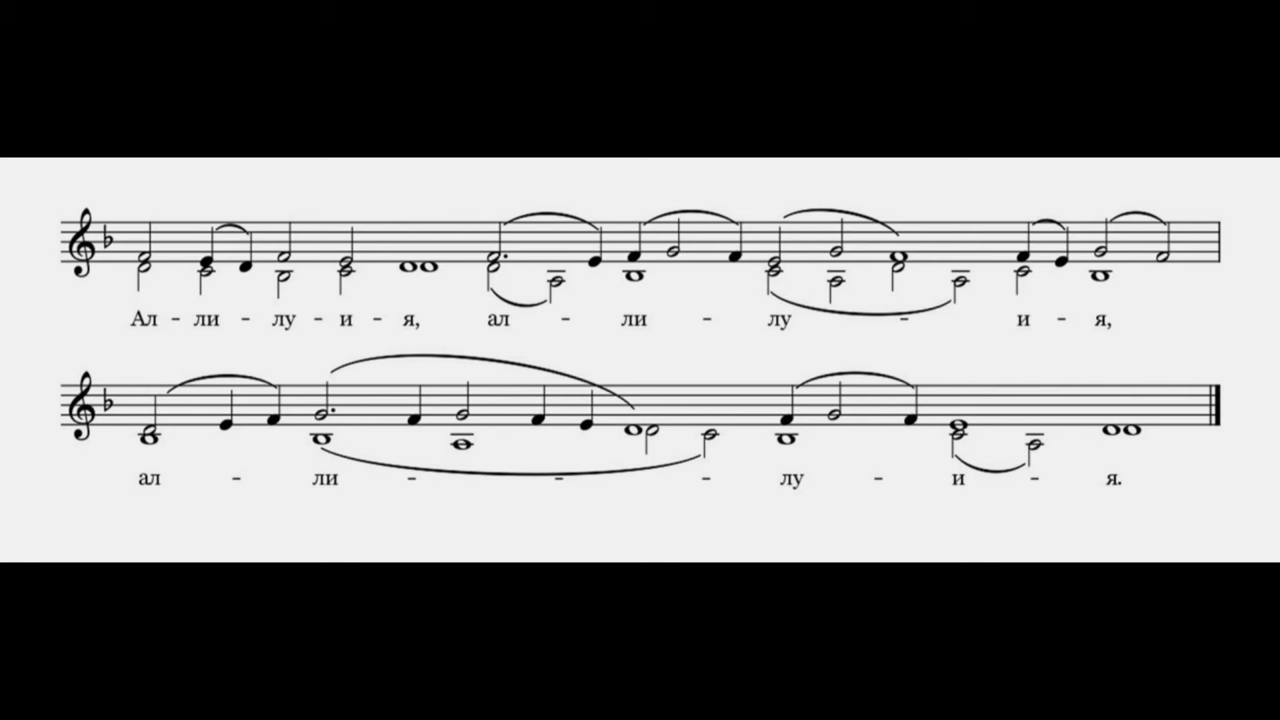 Ал - ли - лу - и - я, ал - ли - лу - и - я,
ал - ли - - - лу - и - я.